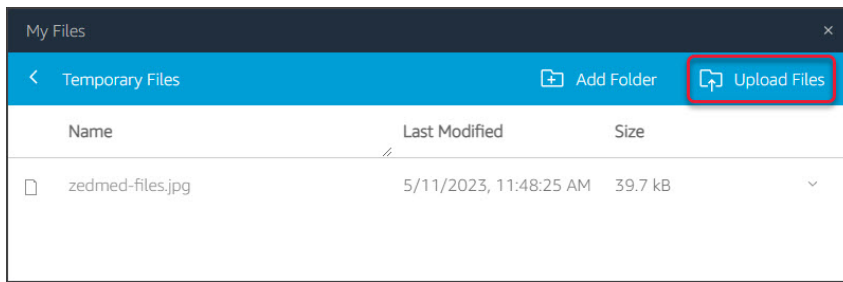 My Files
Temporary Files Add Folder Upload Files
Name Last Modified Size
zedmed-files.jpg 5/11/2023, 11:48:25 AM 39.7 kB